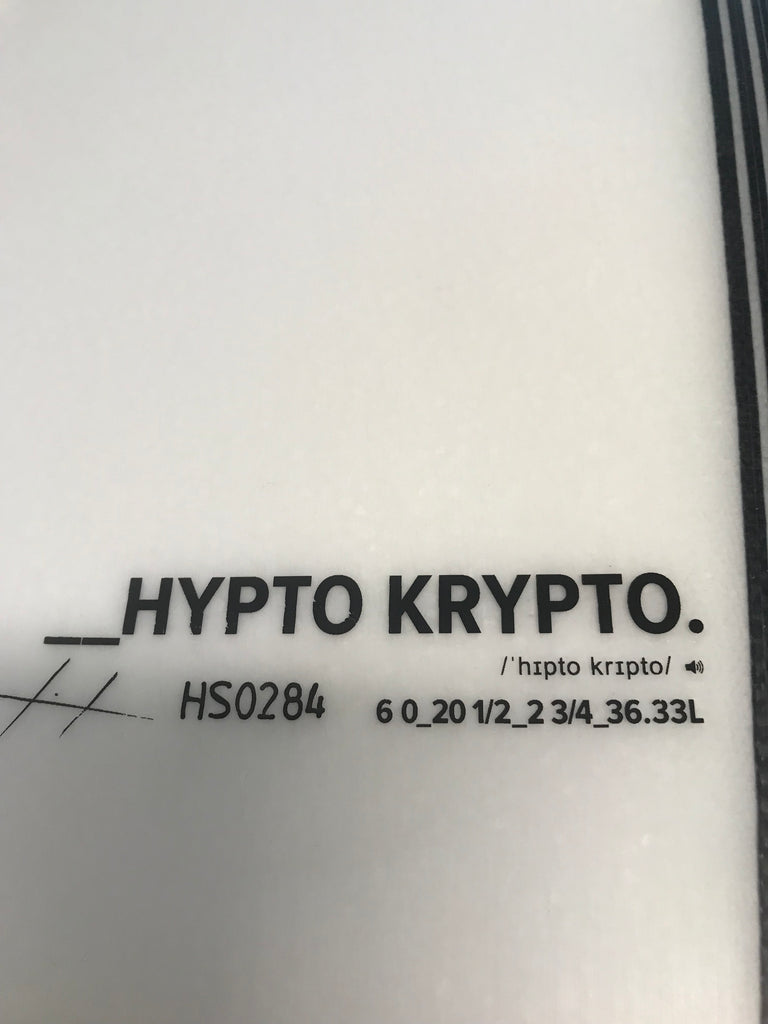 __HYPTO KRYPTO.
/ˈhɪpto krɪpto/
HS0284 6 0_20 1/2_2 3/4_36.33L